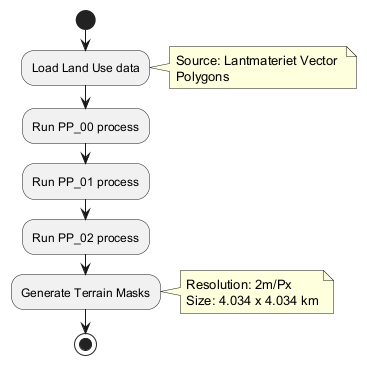 Load Land Use data
Source: Lantmateriet Vector
Polygons
Run PP_00 process
Run PP_01 process
Run PP_02 process
Generate Terrain Masks
Resolution: 2m/Px
Size: 4.034 x 4.034 km